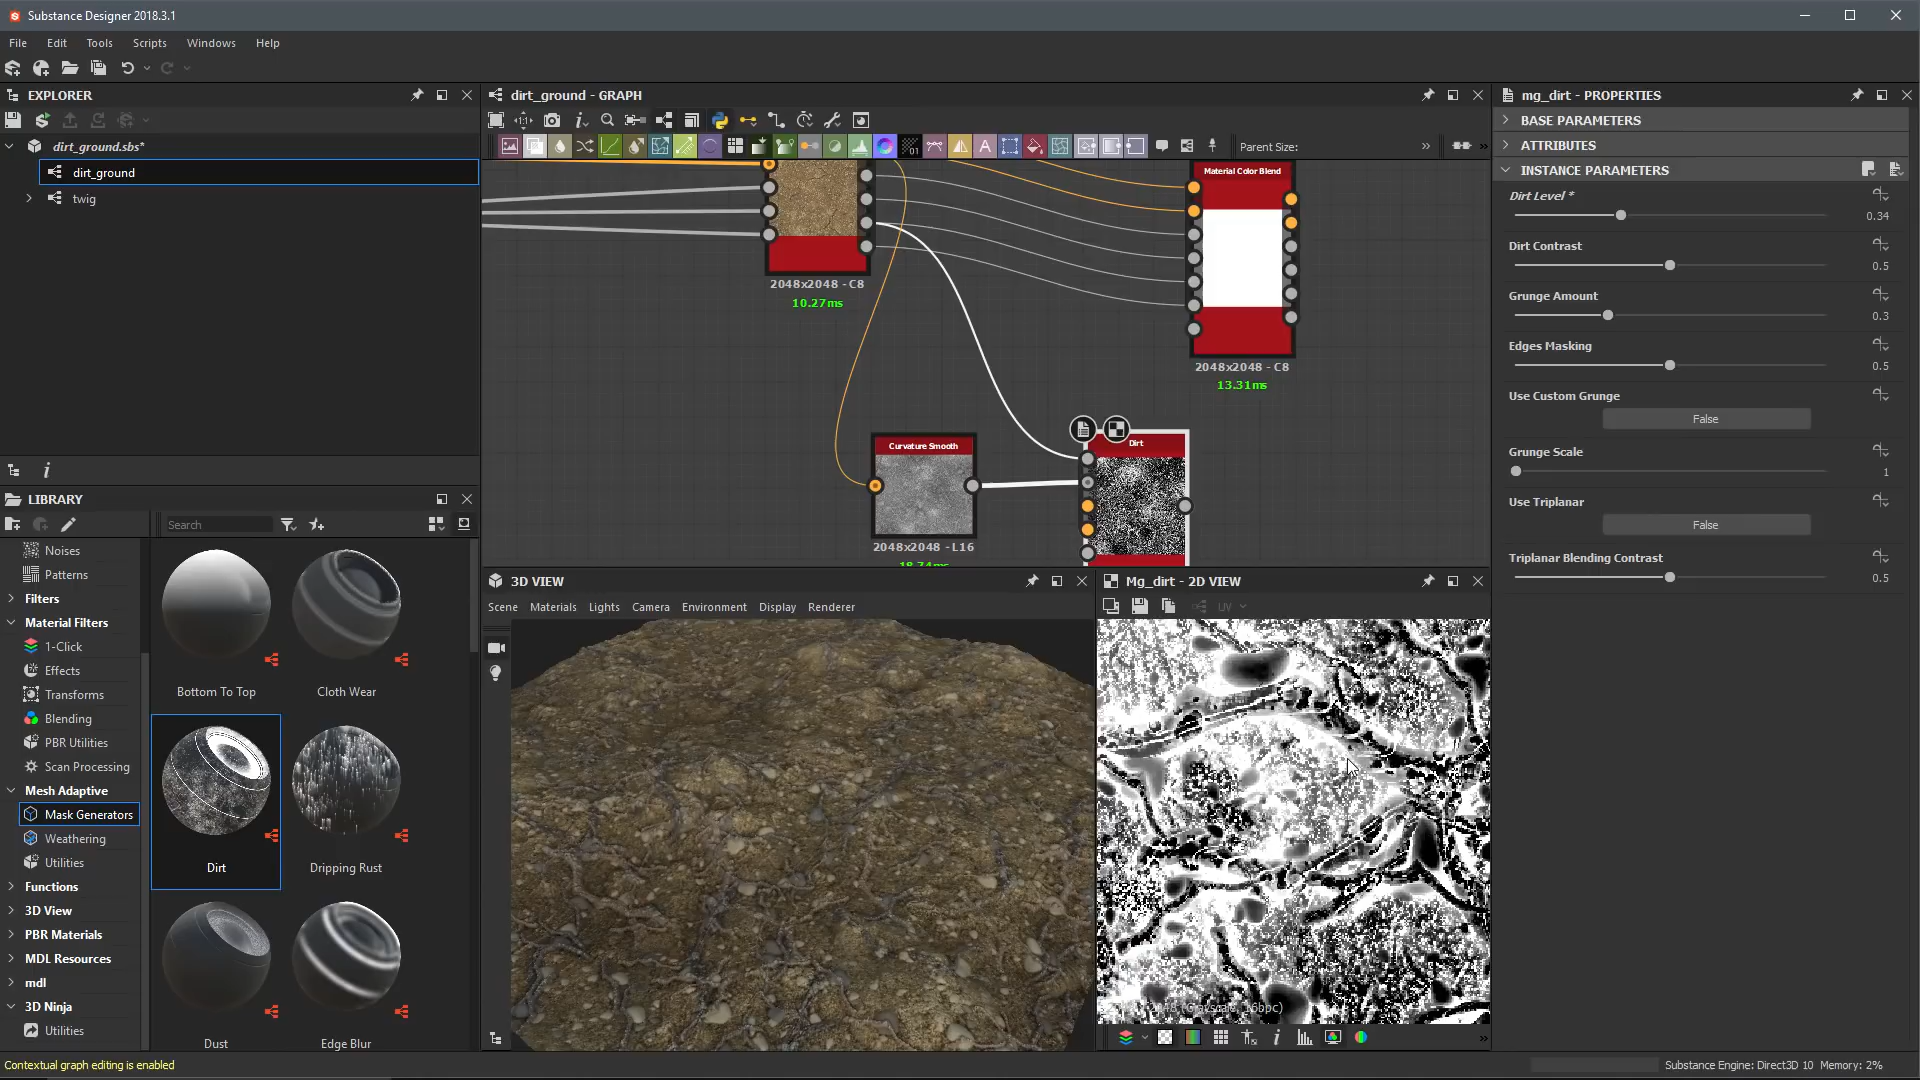 Substance Designer 2018.3.1
File Edit Tools Scripts Windows Help
EXPLORER
dirt_ground.sbs*
dirt_ground
twig
LIBRARY
Search
Noises
Patterns
Filters
Material Filters
1-Click
Effects
Transforms
Blending
PBR Utilities
Scan Processing
Mesh Adaptive
Mask Generators
Weathering
Utilities
Functions
3D View
PBR Materials
MDL Resources
mdl
3D Ninja
Utilities
Bottom To Top
Cloth Wear
Dirt
Dripping Rust
Dust
Edge Blur
dirt_ground - GRAPH
01
Parent Size:
2048x2048 - C8
10.27ms
Material Color Blend
2048x2048 - C8
13.31ms
Curvature Smooth
2048x2048 - L16
18.74ms
Dirt
3D VIEW
Scene Materials Lights Camera Environment Display Renderer
Mg_dirt - 2D VIEW
UV
mg_dirt - PROPERTIES
BASE PARAMETERS
ATTRIBUTES
INSTANCE PARAMETERS
Dirt Level *
0.34
Dirt Contrast
0.5
Grunge Amount
0.3
Edges Masking
0.5
Use Custom Grunge
False
Grunge Scale
1
Use Triplanar
False
Triplanar Blending Contrast
0.5
Contextual graph editing is enabled
Substance Engine: Direct3D 10 Memory: 2%